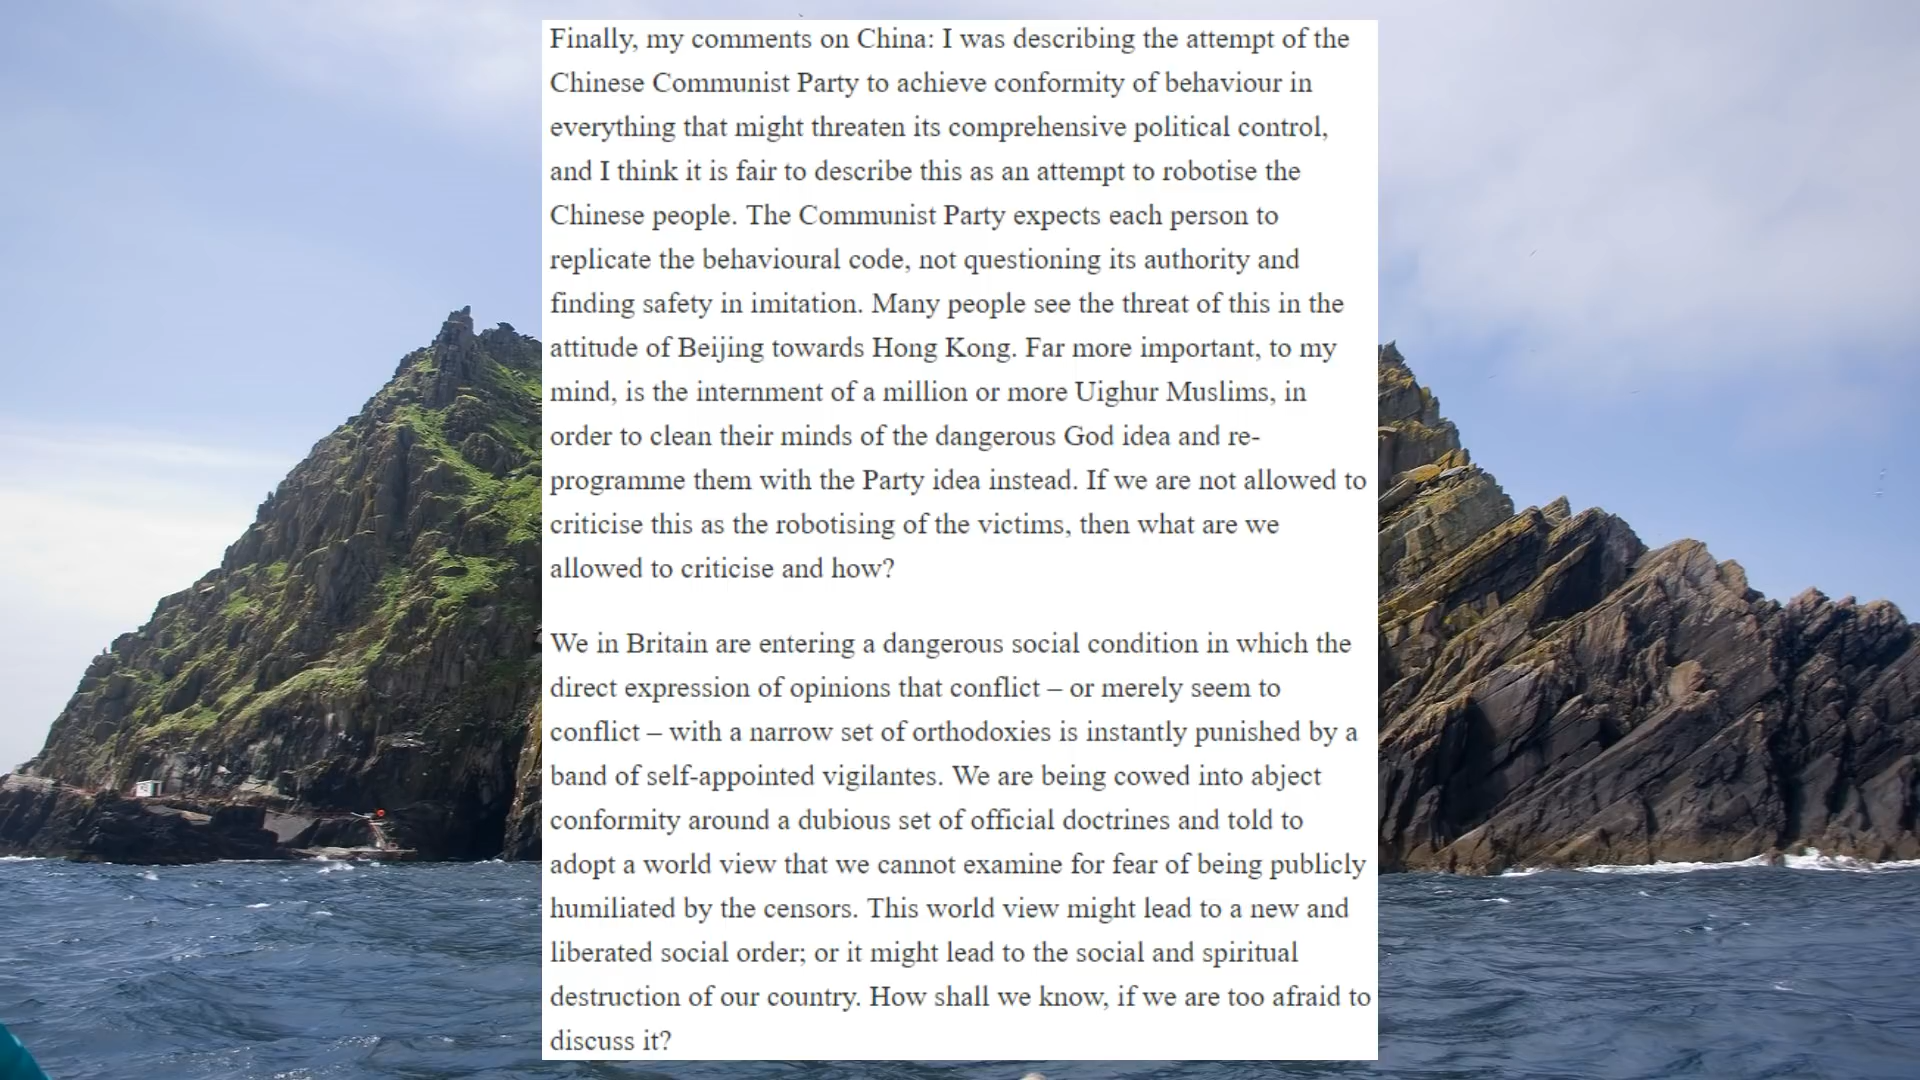 Finally, my comments on China: I was describing the attempt of the
Chinese Communist Party to achieve conformity of behaviour in
everything that might threaten its comprehensive political control,
and I think it is fair to describe this as an attempt to robotise the
Chinese people. The Communist Party expects each person to
replicate the behavioural code, not questioning its authority and
finding safety in imitation. Many people see the threat of this in the
attitude of Beijing towards Hong Kong. Far more important, to my
mind, is the internment of a million or more Uighur Muslims, in
order to clean their minds of the dangerous God idea and re-
programme them with the Party idea instead. If we are not allowed to
criticise this as the robotising of the victims, then what are we
allowed to criticise and how?
We in Britain are entering a dangerous social condition in which the
direct expression of opinions that conflict – or merely seem to
conflict – with a narrow set of orthodoxies is instantly punished by a
band of self-appointed vigilantes. We are being cowed into abject
conformity around a dubious set of official doctrines and told to
adopt a world view that we cannot examine for fear of being publicly
humiliated by the censors. This world view might lead to a new and
liberated social order; or it might lead to the social and spiritual
destruction of our country. How shall we know, if we are too afraid to
discuss it?